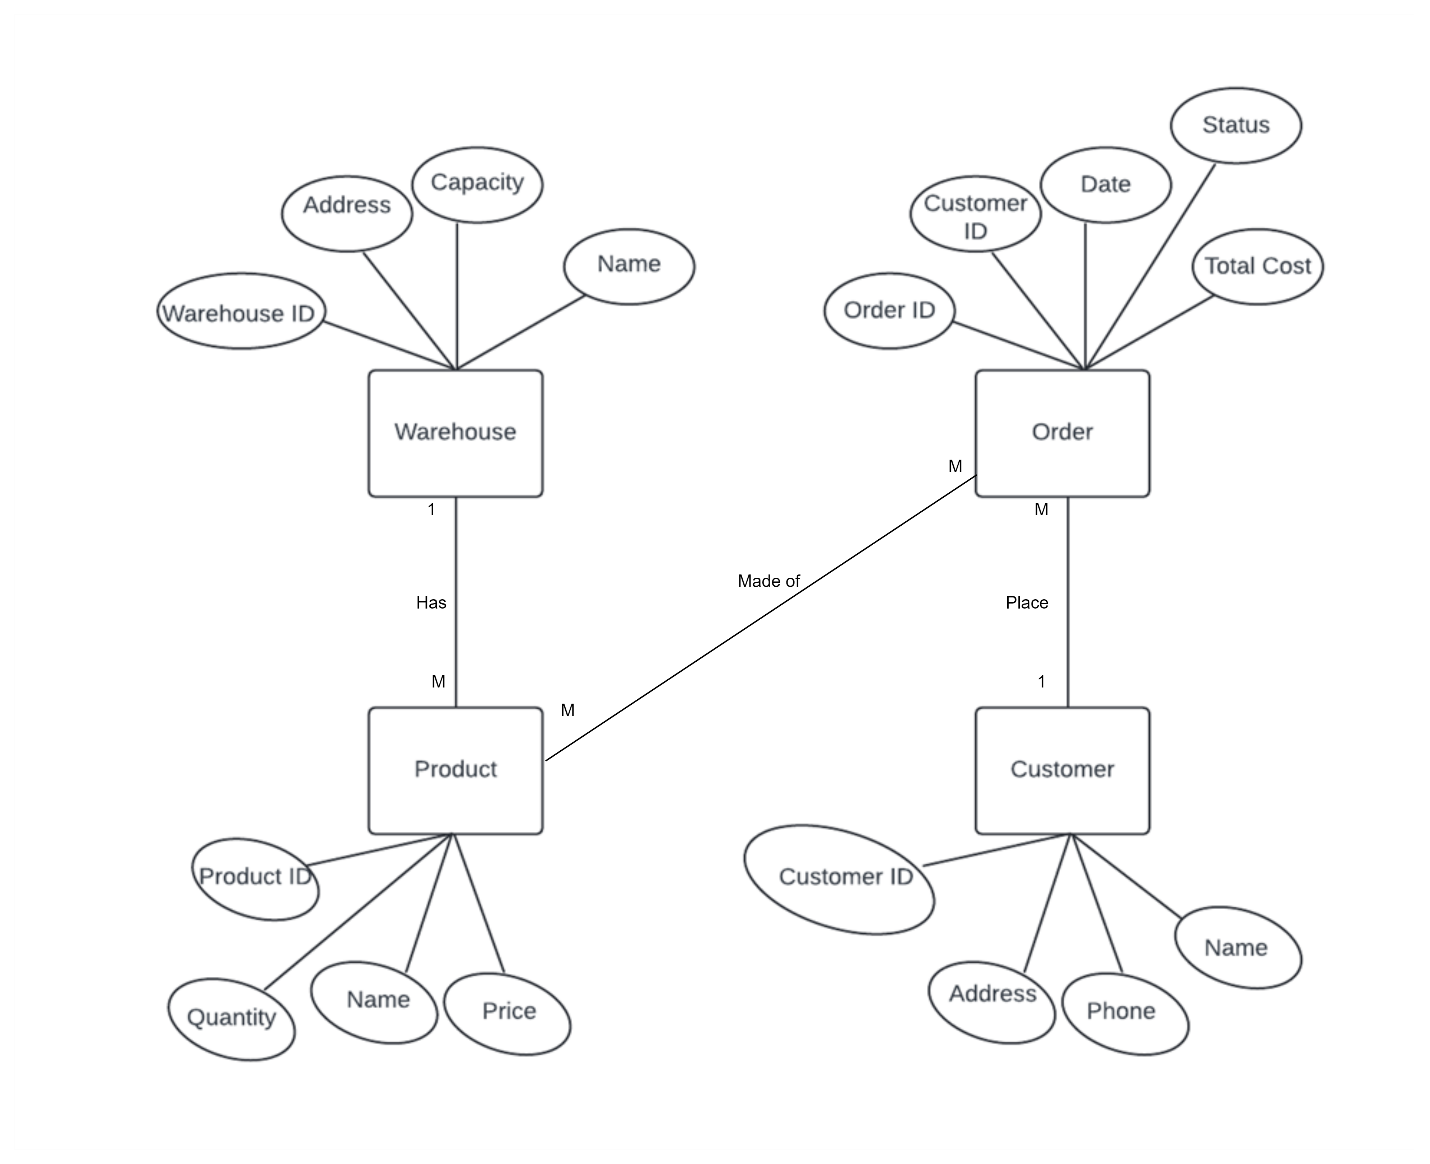 Status
Capacity
Date
Address
Customer
ID
Name
Total Cost
Warehouse ID
Order ID
Warehouse
Order
M
1
M
Made of
Has
Place
M
1
M
Product
Customer
Product ID
Customer ID
Name
Quantity
Name
Price
Address
Phone